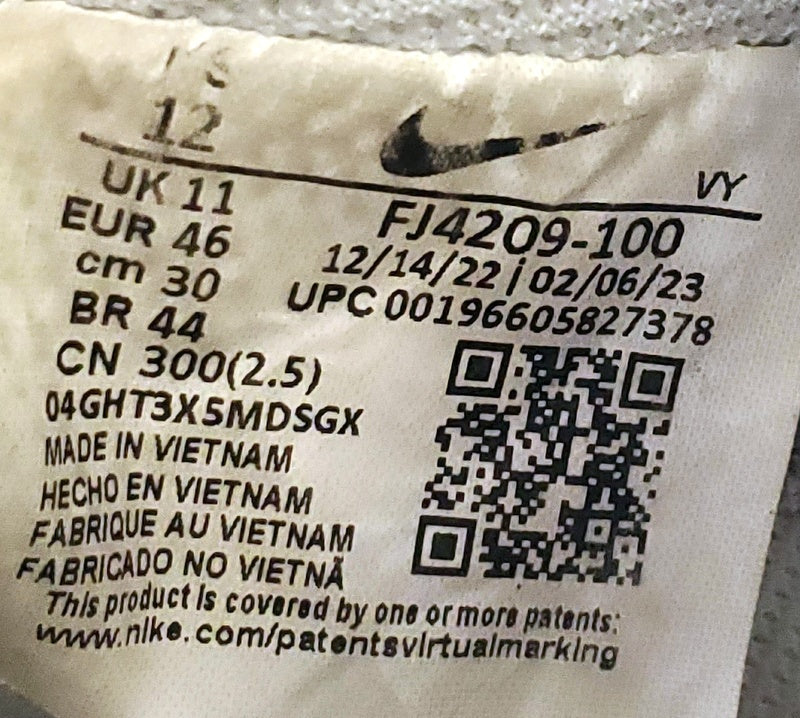 12
VY
UK 11
EUR 46
cm 30
BR 44
CN 300(2.5)
FJ4209-100
12/14/22 / 02/06/23
UPC 00196605827378
04GHT3X5MDSGX
MADE IN VIETNAM
HECHO EN VIETNAM
FABRIQUE AU VIETNAM
FABRICADO NO VIETNÃ
This product is covered by one or more patents:
www.nike.com/patentsvirtualmarking